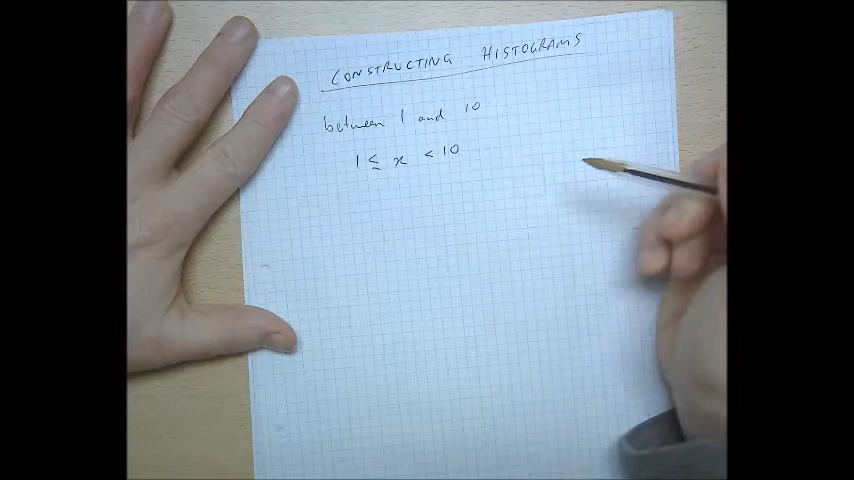 CONSTRUCTING HISTOGRAMS
between 1 and 10
1 ≤ x < 10